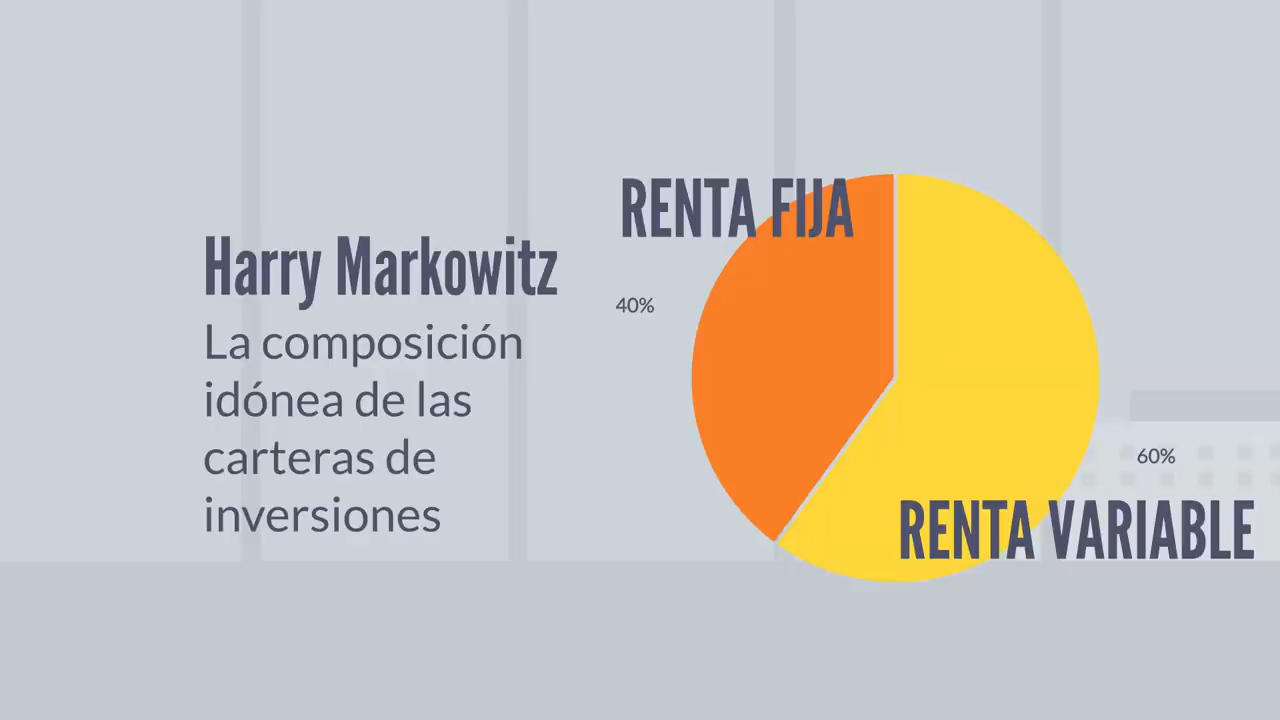 Harry Markowitz
La composición
idónea de las
carteras de
inversiones
RENTA FIJA
40%
60%
RENTA VARIABLE